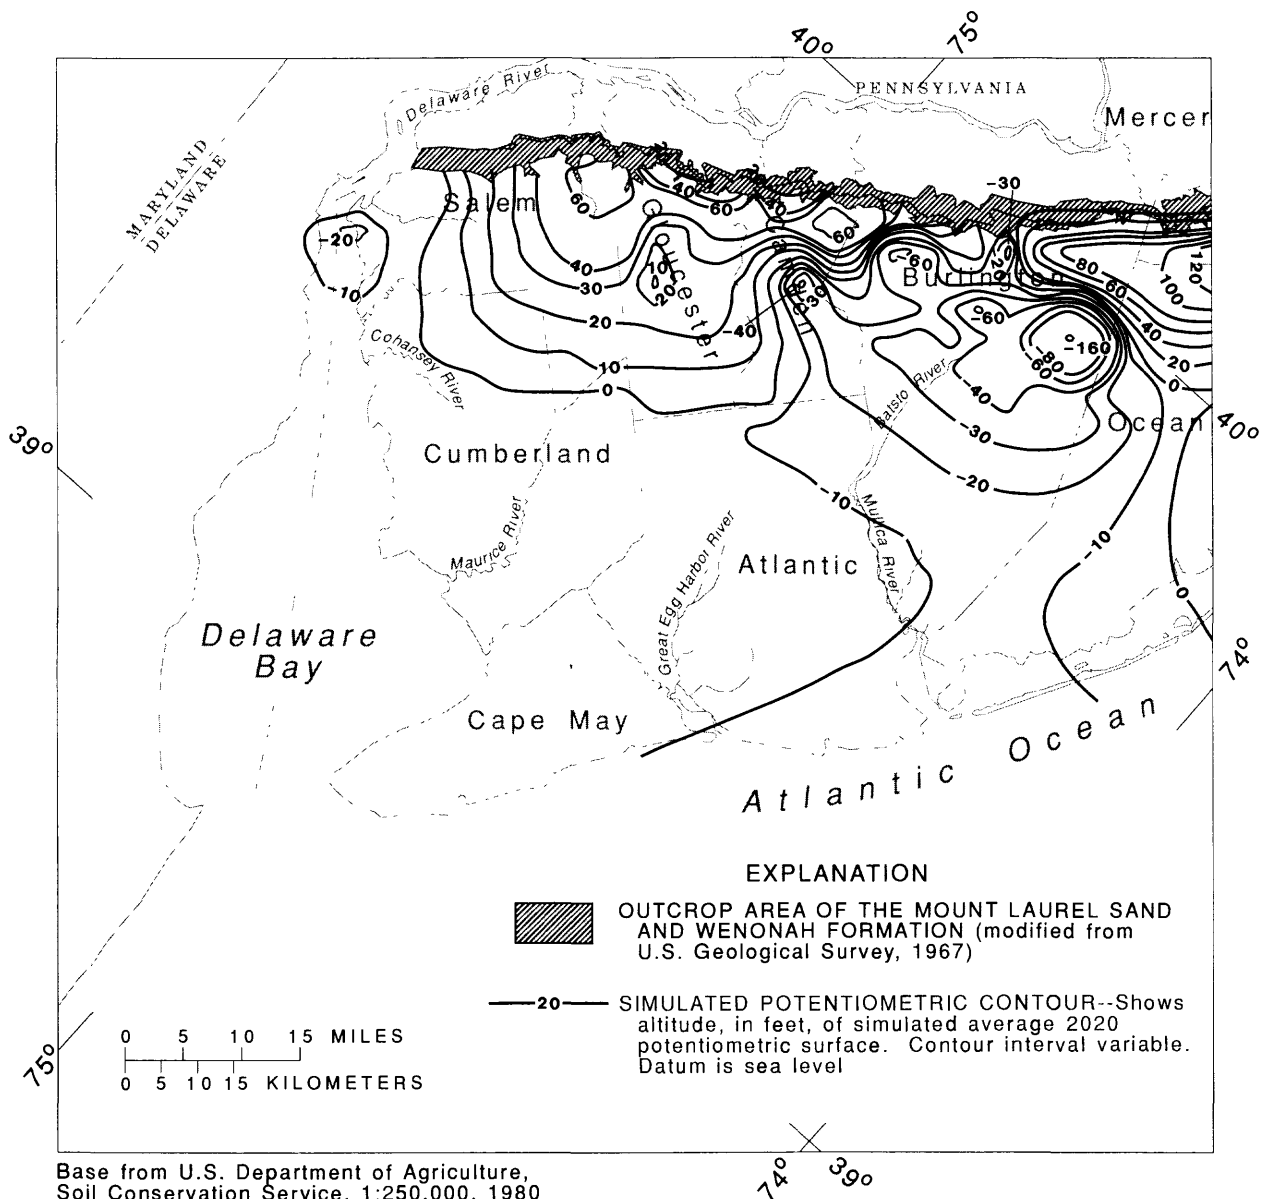 40°
75°
PENNSYLVANIA
Delaware River
Mercer
MARYLAND
DELAWARE
-30
Salem
60
40
60
40
60
-20
-10
40
30
20
10
0
10
20
Gloucester
Camden
-30
-40
-60
-20
Burlington
80
60
120
100
40
20
0
-60
-160
-80
-60
-40
-30
-20
-10
-10
0
Cohansey River
Batsto River
Ocean
40°
39°
Cumberland
Maurice River
Mullica River
Great Egg Harbor River
Atlantic
Delaware
Bay
Cape May
74°
Atlantic Ocean
EXPLANATION
OUTCROP AREA OF THE MOUNT LAUREL SAND
AND WENONAH FORMATION (modified from
U.S. Geological Survey, 1967)
20
SIMULATED POTENTIOMETRIC CONTOUR--Shows
altitude, in feet, of simulated average 2020
potentiometric surface. Contour interval variable.
Datum is sea level
0 5 10 15 MILES
0 5 10 15 KILOMETERS
75°
74°
39°
Base from U.S. Department of Agriculture,
Soil Conservation Service, 1:250,000, 1980